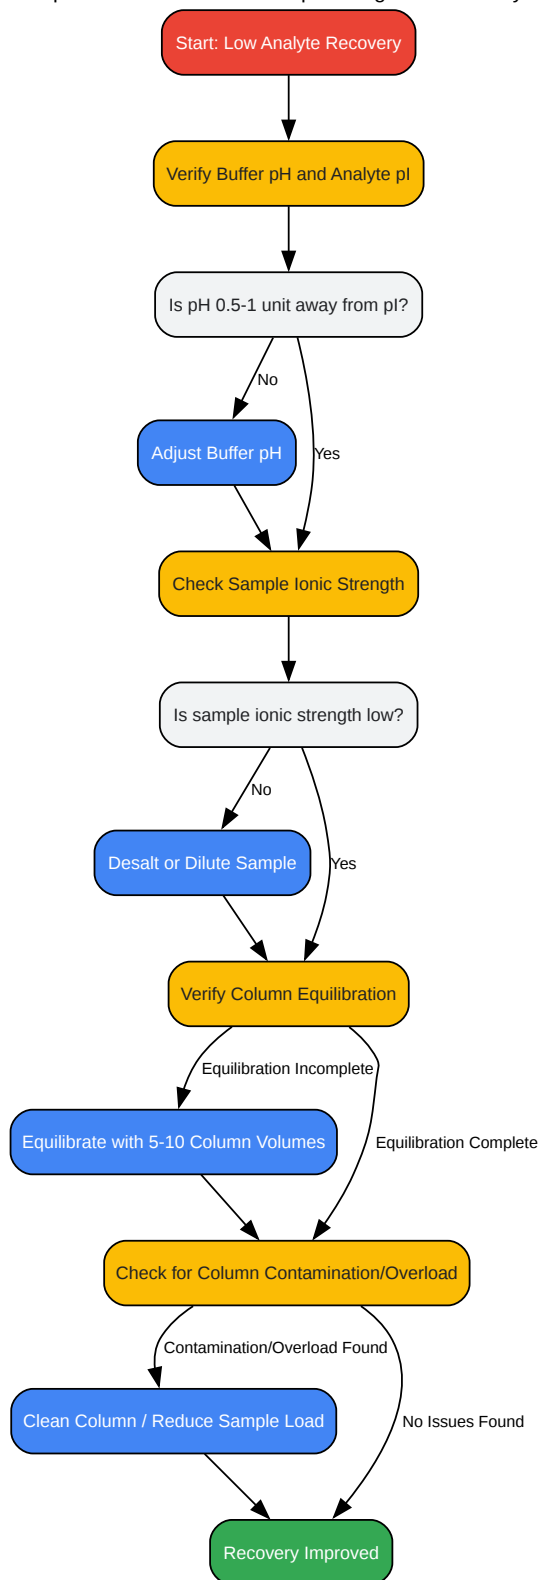 Start: Low Analyte Recovery
Verify Buffer pH and Analyte pI
Is pH 0.5-1 unit away from pI?
No
Adjust Buffer pH
Yes
Check Sample Ionic Strength
Is sample ionic strength low?
No
Desalt or Dilute Sample
Yes
Verify Column Equilibration
Equilibration Incomplete
Equilibrate with 5-10 Column Volumes
Equilibration Complete
Check for Column Contamination/Overload
Contamination/Overload Found
Clean Column / Reduce Sample Load
No Issues Found
Recovery Improved